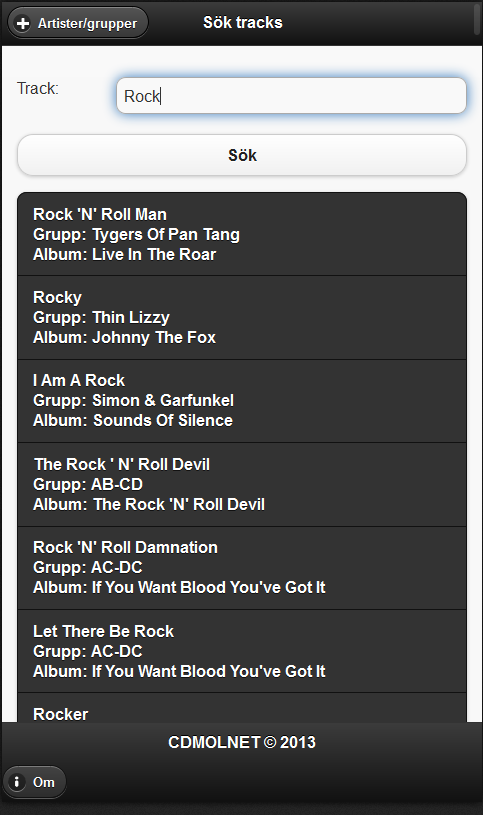 Artister/grupper
Sök tracks
Track:
Rock
Sök
Rock 'N' Roll Man
Grupp: Tygers Of Pan Tang
Album: Live In The Roar
Rocky
Grupp: Thin Lizzy
Album: Johnny The Fox
I Am A Rock
Grupp: Simon & Garfunkel
Album: Sounds Of Silence
The Rock ' N' Roll Devil
Grupp: AB-CD
Album: The Rock 'N' Roll Devil
Rock 'N' Roll Damnation
Grupp: AC-DC
Album: If You Want Blood You've Got It
Let There Be Rock
Grupp: AC-DC
Album: If You Want Blood You've Got It
Rocker
CDMOLNET © 2013
Om